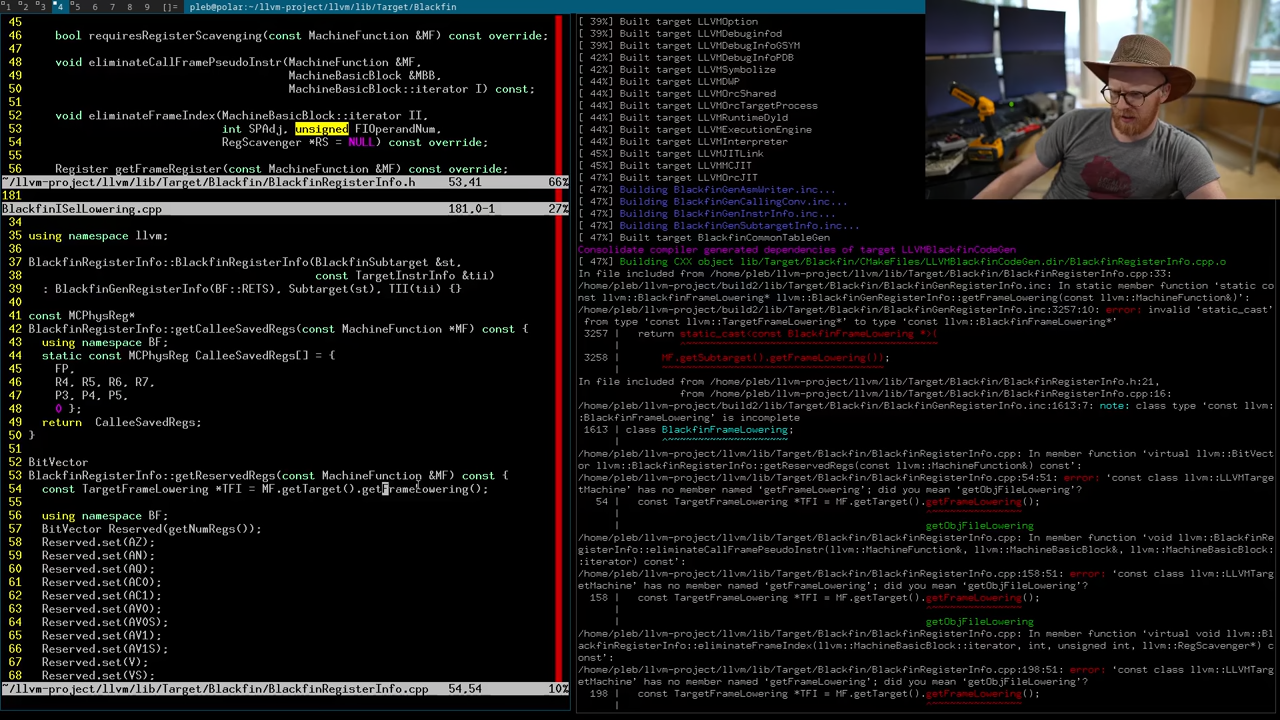 1 2 3 4 5 6 7 8 9 []= pleb@polar:~/llvm-project/llvm/lib/Target/Blackfin
45
46 bool requiresRegisterScavenging(const MachineFunction &MF) const override;
48 void eliminateCallFramePseudoInstr(MachineFunction &MF,
49 MachineBasicBlock &MBB,
50 MachineBasicBlock::iterator I) const;
51
52 void eliminateFrameIndex(MachineBasicBlock::iterator II,
53 int SPAdj, unsigned FIOperandNum,
54 RegScavenger *RS = NULL) const override;
55
56 Register getFrameRegister(const MachineFunction &MF) const override;
~/llvm-project/llvm/lib/Target/Blackfin/BlackfinRegisterInfo.h 53,41 66%
181
BlackfinISelLowering.cpp 181,0-1 27%
34
35 using namespace llvm;
36
37 BlackfinRegisterInfo::BlackfinRegisterInfo(BlackfinSubtarget &st,
38 const TargetInstrInfo &tii)
39 : BlackfinGenRegisterInfo(BF::RETS), Subtarget(st), TII(tii) {}
40
41 const MCPhysReg*
42 BlackfinRegisterInfo::getCalleeSavedRegs(const MachineFunction *MF) const {
43 using namespace BF;
44 static const MCPhysReg CalleeSavedRegs[] = {
45 FP,
46 R4, R5, R6, R7,
47 P3, P4, P5,
48 0 };
49 return CalleeSavedRegs;
50 }
51
52 BitVector
53 BlackfinRegisterInfo::getReservedRegs(const MachineFunction &MF) const {
54 const TargetFrameLowering *TFI = MF.getTarget().getFrameLowering();
55
56 using namespace BF;
57 BitVector Reserved(getNumRegs());
58 Reserved.set(AZ);
59 Reserved.set(AN);
60 Reserved.set(AQ);
61 Reserved.set(AC0);
62 Reserved.set(AC1);
63 Reserved.set(AV0);
64 Reserved.set(AV0S);
65 Reserved.set(AV1);
66 Reserved.set(AV1S);
67 Reserved.set(V);
68 Reserved.set(VS);
~/llvm-project/llvm/lib/Target/Blackfin/BlackfinRegisterInfo.cpp 54,54 10%
[ 39%] Built target LLVMOption
[ 39%] Built target LLVMDebuginfod
[ 39%] Built target LLVMDebugInfoGSYM
[ 42%] Built target LLVMDebugInfoPDB
[ 42%] Built target LLVMSymbolize
[ 42%] Built target LLVMDWP
[ 44%] Built target LLVMOrcShared
[ 44%] Built target LLVMOrcTargetProcess
[ 44%] Built target LLVMRuntimeDyld
[ 44%] Built target LLVMExecutionEngine
[ 44%] Built target LLVMInterpreter
[ 45%] Built target LLVMJITLink
[ 47%] Built target LLVMMCJIT
[ 47%] Built target LLVMOrcJIT
[ 47%] Building BlackfinGenAsmWriter.inc...
[ 47%] Building BlackfinGenCallingConv.inc...
[ 47%] Building BlackfinGenInstrInfo.inc...
[ 47%] Building BlackfinGenSubtargetInfo.inc...
[ 47%] Built target BlackfinCommonTableGen
Consolidate compiler generated dependencies of target LLVMBlackfinCodeGen
[ 47%] Building CXX object lib/Target/Blackfin/CMakeFiles/LLVMBlackfinCodeGen.dir/BlackfinRegisterInfo.cpp.o
In file included from /home/pleb/llvm-project/llvm/lib/Target/Blackfin/BlackfinRegisterInfo.cpp:33:
/home/pleb/llvm-project/build2/lib/Target/Blackfin/BlackfinGenRegisterInfo.inc: In static member function 'static co
nst llvm::BlackfinFrameLowering* llvm::BlackfinGenRegisterInfo::getFrameLowering(const llvm::MachineFunction&)':
/home/pleb/llvm-project/build2/lib/Target/Blackfin/BlackfinGenRegisterInfo.inc:3257:10: error: invalid 'static_cast'
from type 'const llvm::TargetFrameLowering*' to type 'const llvm::BlackfinFrameLowering*'
3257 | return static_cast<const BlackfinFrameLowering *>(
| ^~~~~~~~~~~~~~~~~~~~~~~~~~~~~~~~~~~~~~~~~~
3258 | MF.getSubtarget().getFrameLowering());
| ~~~~~~~~~~~~~~~~~~~~~~~~~~~~~~~~~~~~~
In file included from /home/pleb/llvm-project/llvm/lib/Target/Blackfin/BlackfinRegisterInfo.h:21,
from /home/pleb/llvm-project/llvm/lib/Target/Blackfin/BlackfinRegisterInfo.cpp:16:
/home/pleb/llvm-project/build2/lib/Target/Blackfin/BlackfinGenRegisterInfo.inc:1613:7: note: class type 'const llvm:
:BlackfinFrameLowering' is incomplete
1613 | class BlackfinFrameLowering;
| ^~~~~~~~~~~~~~~~~~~~~
/home/pleb/llvm-project/llvm/lib/Target/Blackfin/BlackfinRegisterInfo.cpp: In member function 'virtual llvm::BitVect
or llvm::BlackfinRegisterInfo::getReservedRegs(const llvm::MachineFunction&) const':
/home/pleb/llvm-project/llvm/lib/Target/Blackfin/BlackfinRegisterInfo.cpp:54:51: error: 'const class llvm::LLVMTarg
etMachine' has no member named 'getFrameLowering'; did you mean 'getObjFileLowering'?
54 | const TargetFrameLowering *TFI = MF.getTarget().getFrameLowering();
| ^~~~~~~~~~~~~~~~
| getObjFileLowering
/home/pleb/llvm-project/llvm/lib/Target/Blackfin/BlackfinRegisterInfo.cpp: In member function 'void llvm::BlackfinRe
gisterInfo::eliminateCallFramePseudoInstr(llvm::MachineFunction&, llvm::MachineBasicBlock&, llvm::MachineBasicBlock:
:iterator) const':
/home/pleb/llvm-project/llvm/lib/Target/Blackfin/BlackfinRegisterInfo.cpp:158:51: error: 'const class llvm::LLVMTarg
etMachine' has no member named 'getFrameLowering'; did you mean 'getObjFileLowering'?
158 | const TargetFrameLowering *TFI = MF.getTarget().getFrameLowering();
| ^~~~~~~~~~~~~~~~
| getObjFileLowering
/home/pleb/llvm-project/llvm/lib/Target/Blackfin/BlackfinRegisterInfo.cpp: In member function 'virtual void llvm::Bl
ackfinRegisterInfo::eliminateFrameIndex(llvm::MachineBasicBlock::iterator, int, unsigned int, llvm::RegScavenger*) c
onst':
/home/pleb/llvm-project/llvm/lib/Target/Blackfin/BlackfinRegisterInfo.cpp:198:51: error: 'const class llvm::LLVMTarg
etMachine' has no member named 'getFrameLowering'; did you mean 'getObjFileLowering'?
198 | const TargetFrameLowering *TFI = MF.getTarget().getFrameLowering();
| ^~~~~~~~~~~~~~~~